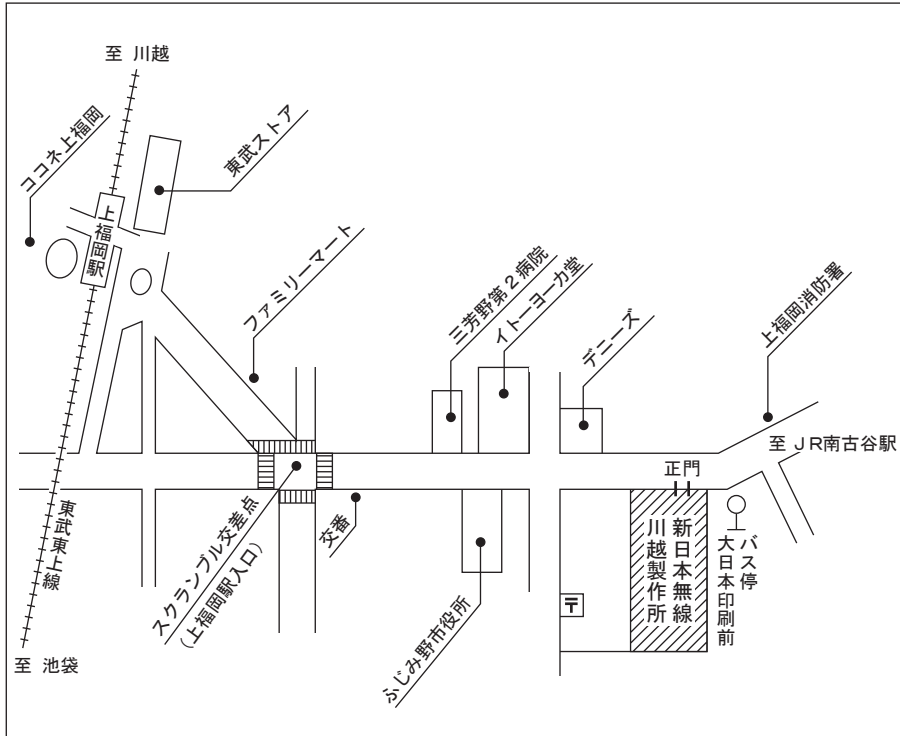 至 川越
ココネ上福岡
東武ストア
上福岡駅
ファミリーマート
三芳野第2病院
イトーヨーカ堂
デニーズ
上福岡消防署
至 JR南古谷駅
正門
東武東上線
スクランブル交差点
(上福岡駅入口)
交番
ふじみ野市役所
〒
新日本無線
川越製作所
バス停
大日本印刷前
至 池袋